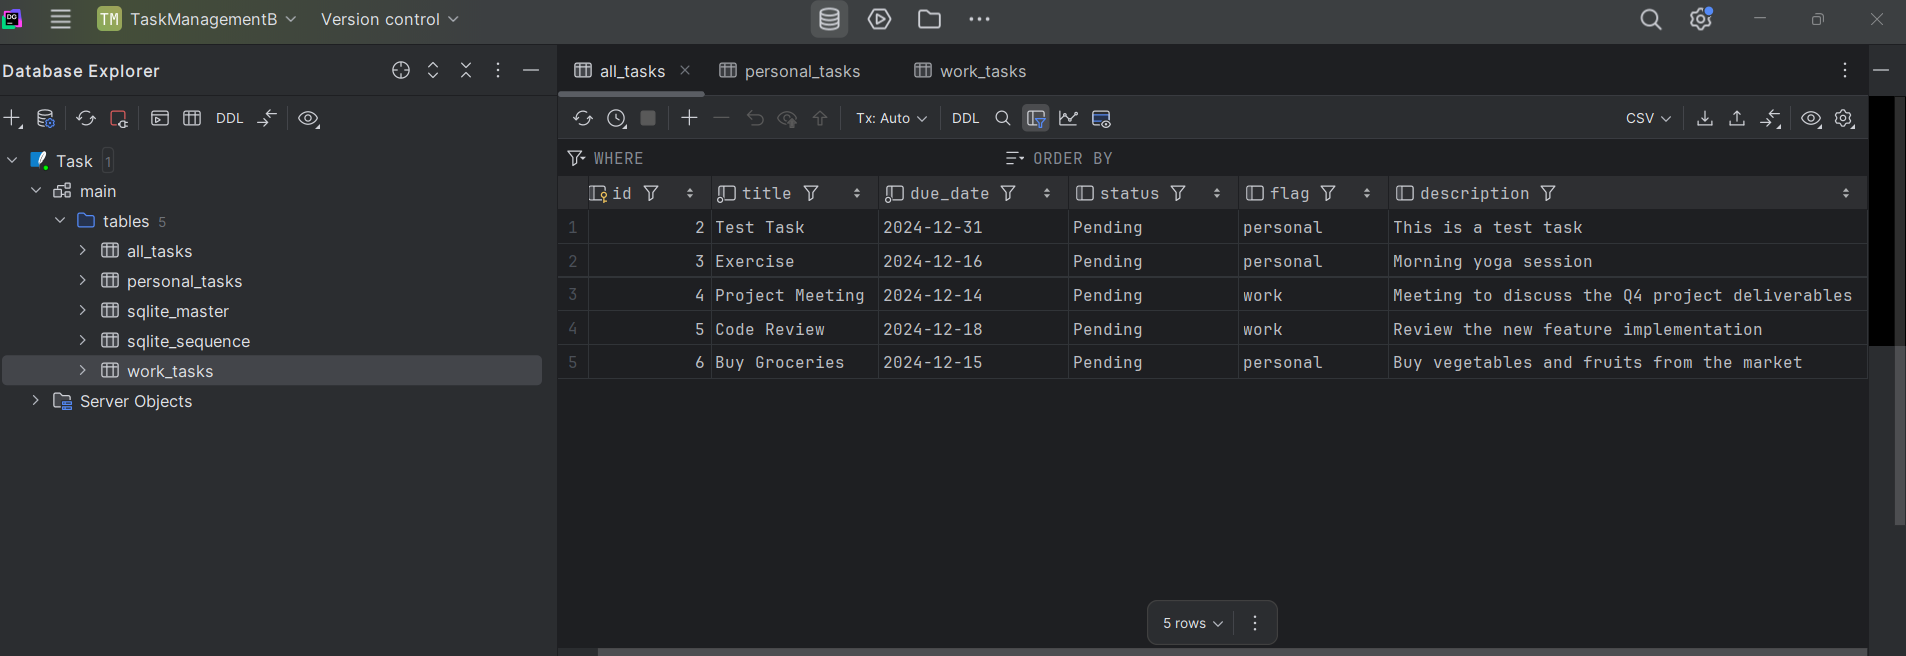 DG TM TaskManagementB Version control
Database Explorer
all_tasks personal_tasks work_tasks
DDL
Tx: Auto DDL CSV
Task 1
main
tables 5
all_tasks
personal_tasks
sqlite_master
sqlite_sequence
work_tasks
Server Objects
WHERE ORDER BY
id title due_date status flag description
1 2 Test Task 2024-12-31 Pending personal This is a test task
2 3 Exercise 2024-12-16 Pending personal Morning yoga session
3 4 Project Meeting 2024-12-14 Pending work Meeting to discuss the Q4 project deliverables
4 5 Code Review 2024-12-18 Pending work Review the new feature implementation
5 6 Buy Groceries 2024-12-15 Pending personal Buy vegetables and fruits from the market
5 rows